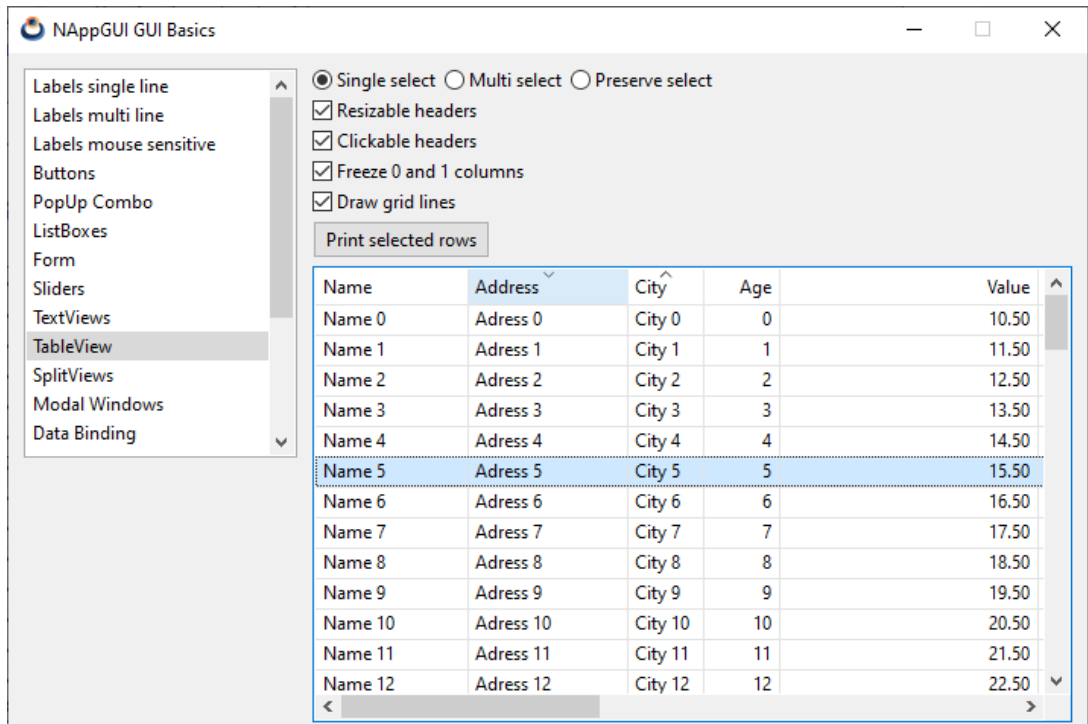 NAppGUI GUI Basics
Labels single line
Labels multi line
Labels mouse sensitive
Buttons
PopUp Combo
ListBoxes
Form
Sliders
TextViews
TableView
SplitViews
Modal Windows
Data Binding
Single select Multi select Preserve select
Resizable headers
Clickable headers
Freeze 0 and 1 columns
Draw grid lines
Print selected rows
Name Address City Age Value
Name 0 Adress 0 City 0 0 10.50
Name 1 Adress 1 City 1 1 11.50
Name 2 Adress 2 City 2 2 12.50
Name 3 Adress 3 City 3 3 13.50
Name 4 Adress 4 City 4 4 14.50
Name 5 Adress 5 City 5 5 15.50
Name 6 Adress 6 City 6 6 16.50
Name 7 Adress 7 City 7 7 17.50
Name 8 Adress 8 City 8 8 18.50
Name 9 Adress 9 City 9 9 19.50
Name 10 Adress 10 City 10 10 20.50
Name 11 Adress 11 City 11 11 21.50
Name 12 Adress 12 City 12 12 22.50